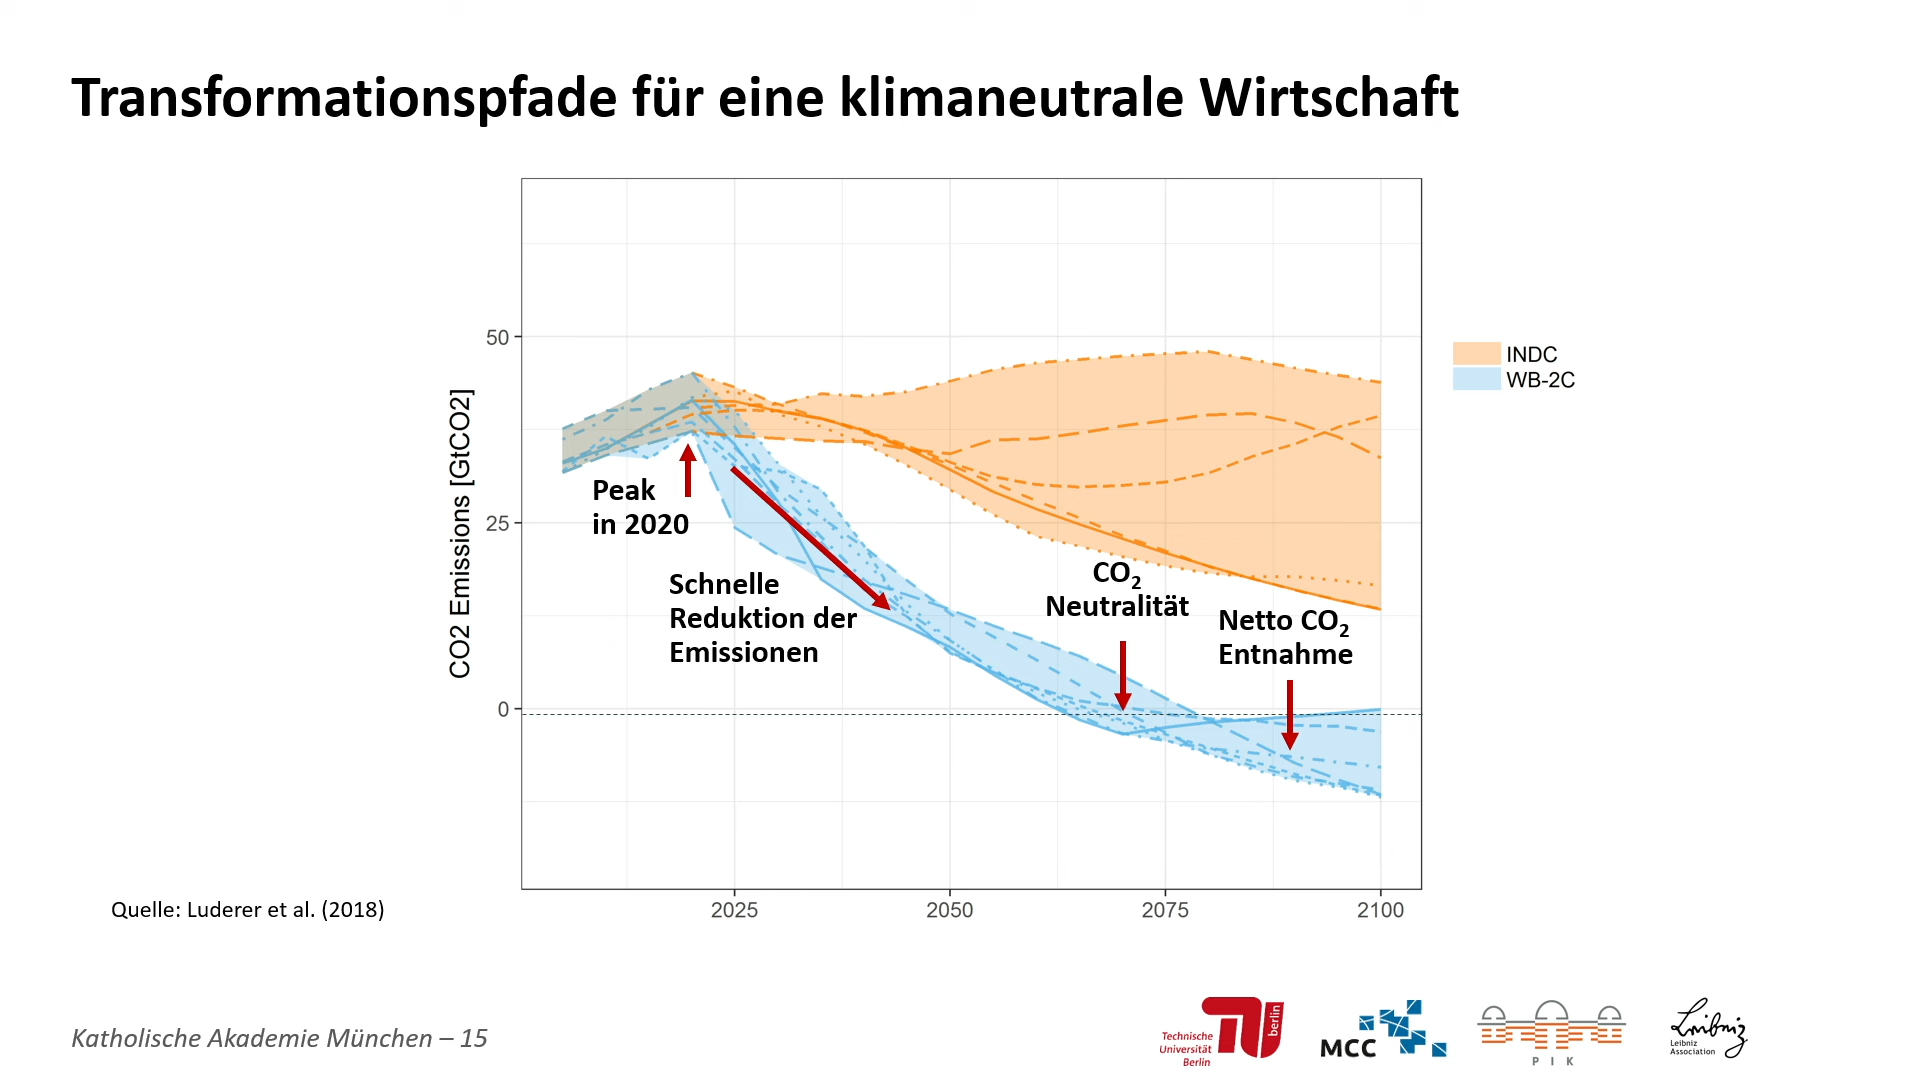 Transformationspfade für eine klimaneutrale Wirtschaft
CO2 Emissions [GtCO2]
50
25
0
2025
2050
2075
2100
INDC
WB-2C
Peak
in 2020
Schnelle
Reduktion der
Emissionen
CO₂
Neutralität
Netto CO₂
Entnahme
Quelle: Luderer et al. (2018)
Katholische Akademie München – 15
Technische
Universität
Berlin
berlin
MCC
PIK
Leibniz
Leibniz
Association